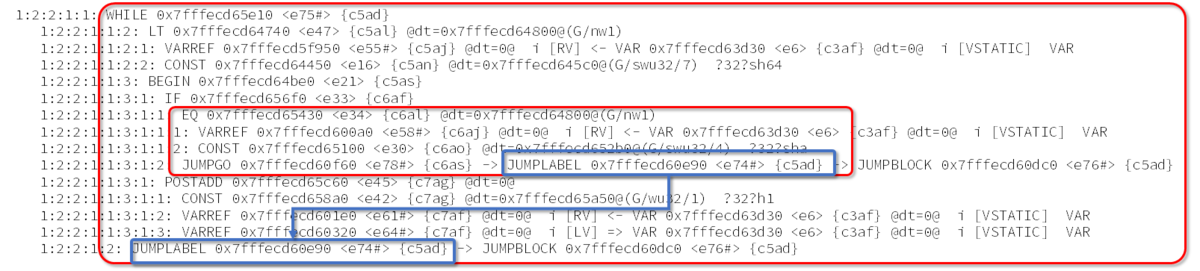 1:2:2:1:1: WHILE 0x7fffecd65e10 <e75#> {c5ad}
1:2:2:1:1:2: LT 0x7fffecd64740 <e47> {c5al} @dt=0x7fffecd64800@(G/nw1)
1:2:2:1:1:2:1: VARREF 0x7fffecd5f950 <e55#> {c5aj} @dt=0@  i [RV] <- VAR 0x7fffecd63d30 <e6> {c3af} @dt=0@  i [VSTATIC]  VAR
1:2:2:1:1:2:2: CONST 0x7fffecd64450 <e16> {c5an} @dt=0x7fffecd645c0@(G/swu32/7)  ?32?sh64
1:2:2:1:1:3: BEGIN 0x7fffecd64be0 <e21> {c5as}
1:2:2:1:1:3:1: IF 0x7fffecd656f0 <e33> {c6af}
1:2:2:1:1:3:1:1: EQ 0x7fffecd65430 <e34> {c6al} @dt=0x7fffecd64800@(G/nw1)
1:2:2:1:1:3:1:1:1: VARREF 0x7fffecd600a0 <e58#> {c6aj} @dt=0@  i [RV] <- VAR 0x7fffecd63d30 <e6> {c3af} @dt=0@  i [VSTATIC]  VAR
1:2:2:1:1:3:1:1:2: CONST 0x7fffecd65100 <e30> {c6ao} @dt=0x7fffecd652b0@(G/swu32/4)  ?32?sha
1:2:2:1:1:3:1:2: JUMPGO 0x7fffecd60f60 <e78#> {c6as} -> JUMPLABEL 0x7fffecd60e90 <e74#> {c5ad} -> JUMPBLOCK 0x7fffecd60dc0 <e76#> {c5ad}
1:2:2:1:1:3:1: POSTADD 0x7fffecd65c60 <e45> {c7ag} @dt=0@
1:2:2:1:1:3:1:1: CONST 0x7fffecd658a0 <e42> {c7ag} @dt=0x7fffecd65a50@(G/wu32/1)  ?32?h1
1:2:2:1:1:3:1:2: VARREF 0x7fffecd601e0 <e61#> {c7af} @dt=0@  i [RV] <- VAR 0x7fffecd63d30 <e6> {c3af} @dt=0@  i [VSTATIC]  VAR
1:2:2:1:1:3:1:3: VARREF 0x7fffecd60320 <e64#> {c7af} @dt=0@  i [LV] => VAR 0x7fffecd63d30 <e6> {c3af} @dt=0@  i [VSTATIC]  VAR
1:2:2:1:2: JUMPLABEL 0x7fffecd60e90 <e74#> {c5ad} -> JUMPBLOCK 0x7fffecd60dc0 <e76#> {c5ad}